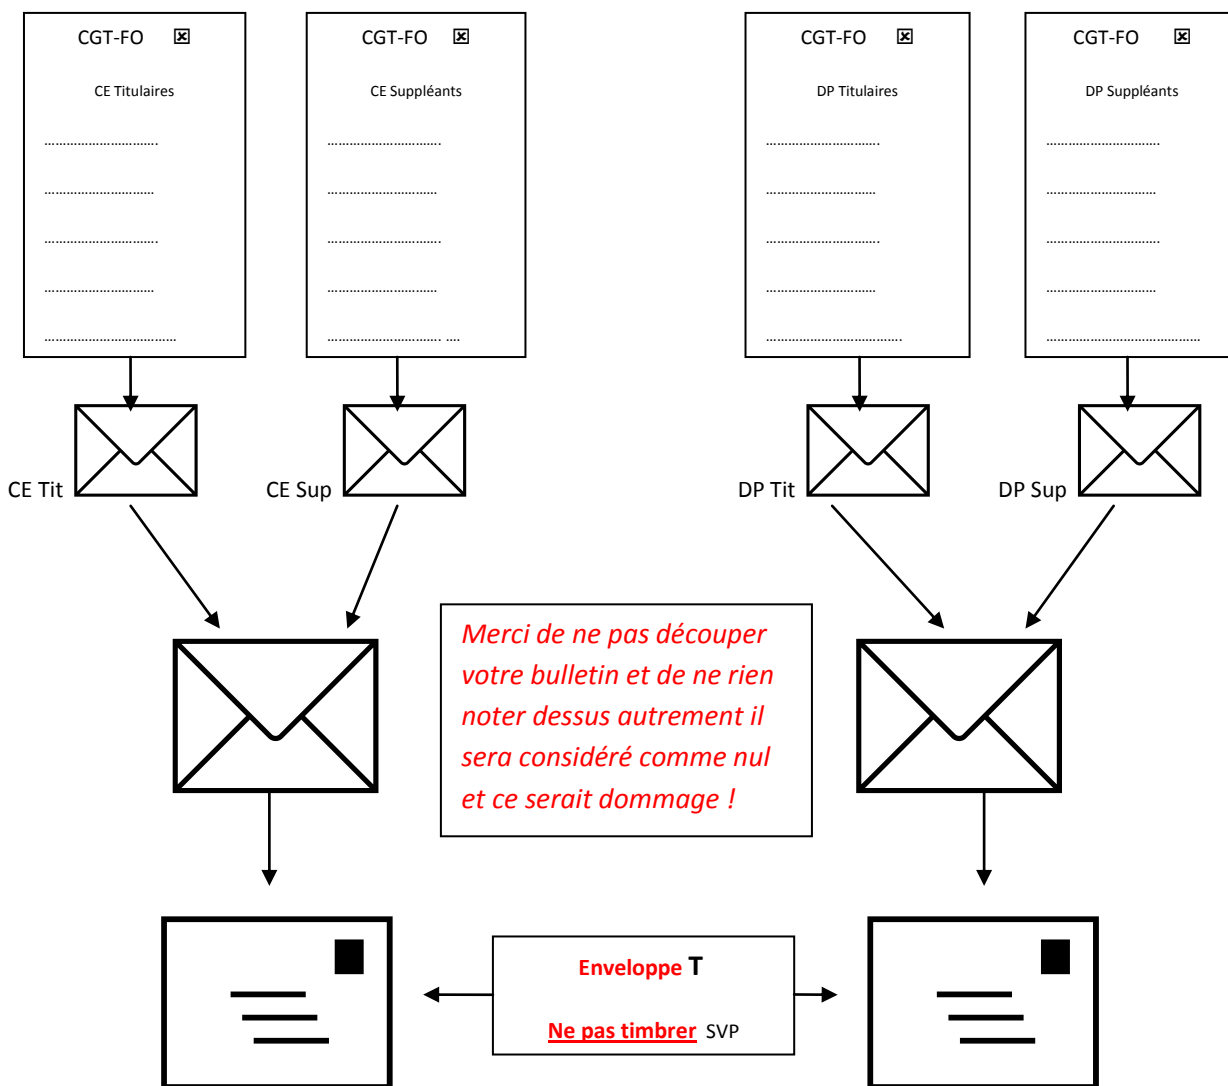 CGT-FO ☒
CE Titulaires
………………………….
…………………………
………………………….
…………………………
………………………………
CGT-FO ☒
CE Suppléants
………………………….
…………………………
………………………….
…………………………
…………………………. ….
CGT-FO ☒
DP Titulaires
………………………….
…………………………
………………………….
…………………………
……………………………….
CGT-FO ☒
DP Suppléants
………………………….
…………………………
………………………….
…………………………
……………………………………
CE Tit
CE Sup
DP Tit
DP Sup
Merci de ne pas découper
votre bulletin et de ne rien
noter dessus autrement il
sera considéré comme nul
et ce serait dommage !
Enveloppe T
Ne pas timbrer SVP